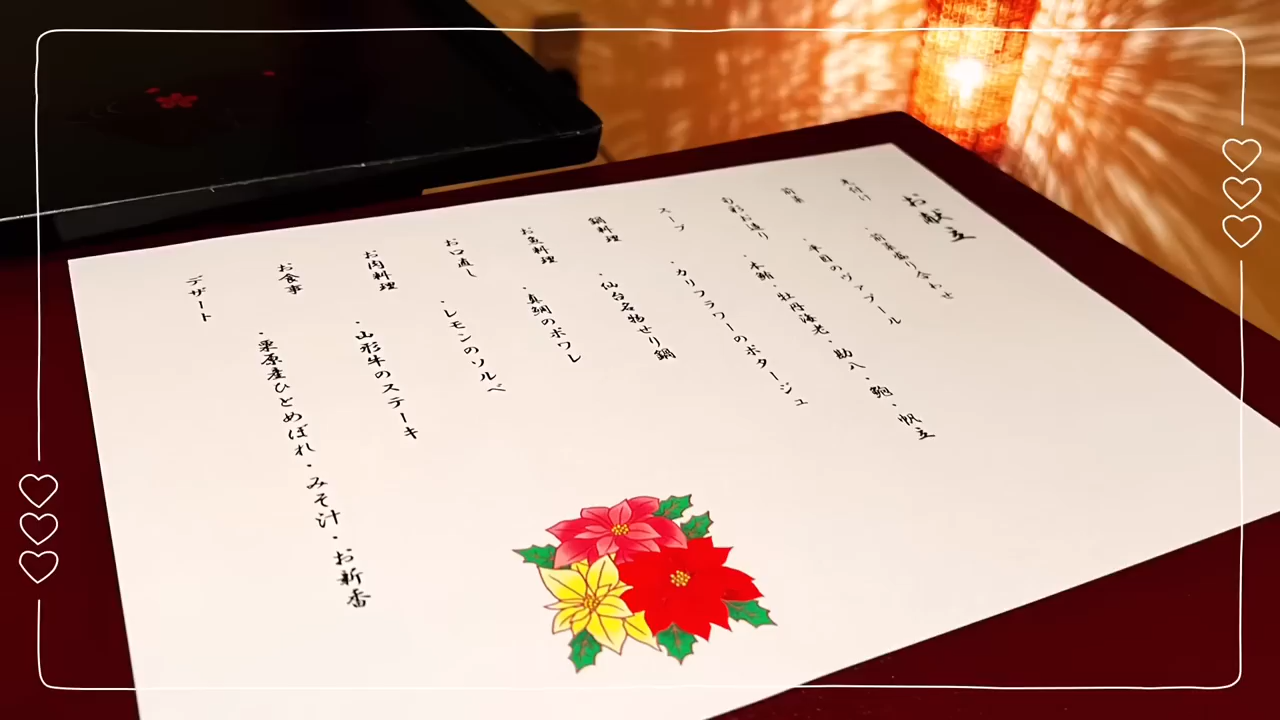 お献立
先付け
・前菜盛り合わせ
前菜
・本日のヴァプール
旬のお造り
・本鮪・牡丹海老・勘八・鮑・帆立
スープ
・カリフラワーのポタージュ
鍋料理
・仙台名物せり鍋
お魚料理
・真鯛のポワレ
お口直し
・レモンのソルベ
お肉料理
・山形牛のステーキ
お食事
・栗原産ひとめぼれ・みそ汁・お新香
デザート